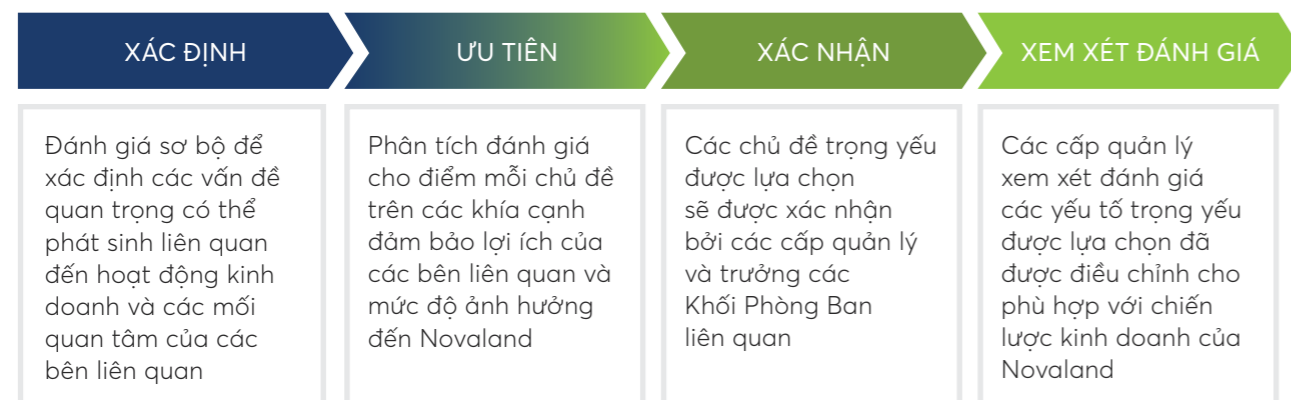 XÁC ĐỊNH
ƯU TIÊN
XÁC NHẬN
XEM XÉT ĐÁNH GIÁ
Đánh giá sơ bộ để
xác định các vấn đề
quan trọng có thể
phát sinh liên quan
đến hoạt động kinh
doanh và các mối
quan tâm của các
bên liên quan
Phân tích đánh giá
cho điểm mỗi chủ đề
trên các khía cạnh
đảm bảo lợi ích của
các bên liên quan và
mức độ ảnh hưởng
đến Novaland
Các chủ đề trọng yếu
được lựa chọn
sẽ được xác nhận
bởi các cấp quản lý
và trưởng các
Khối Phòng Ban
liên quan
Các cấp quản lý
xem xét đánh giá
các yếu tố trọng yếu
được lựa chọn đã
được điều chỉnh cho
phù hợp với chiến
lược kinh doanh của
Novaland